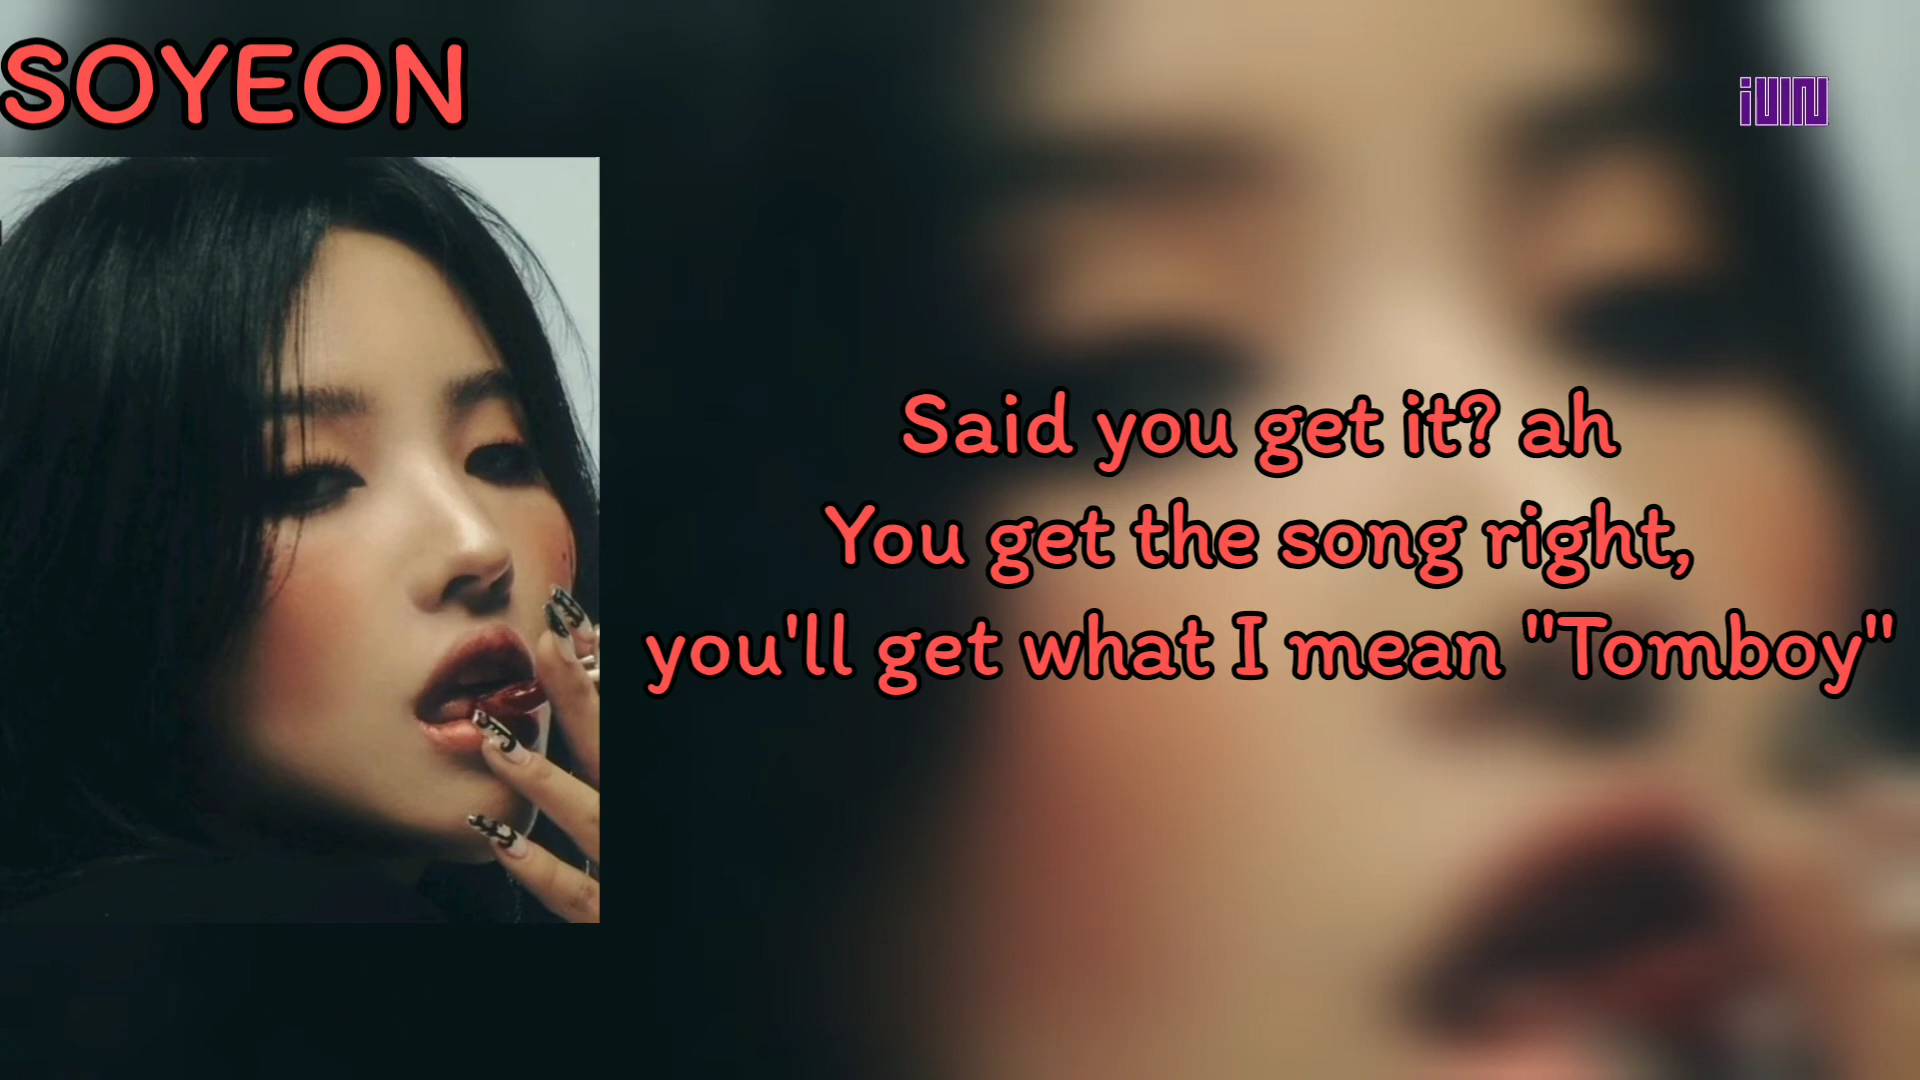 SOYEON
Said you get it? ah
You get the song right,
you'll get what I mean "Tomboy"